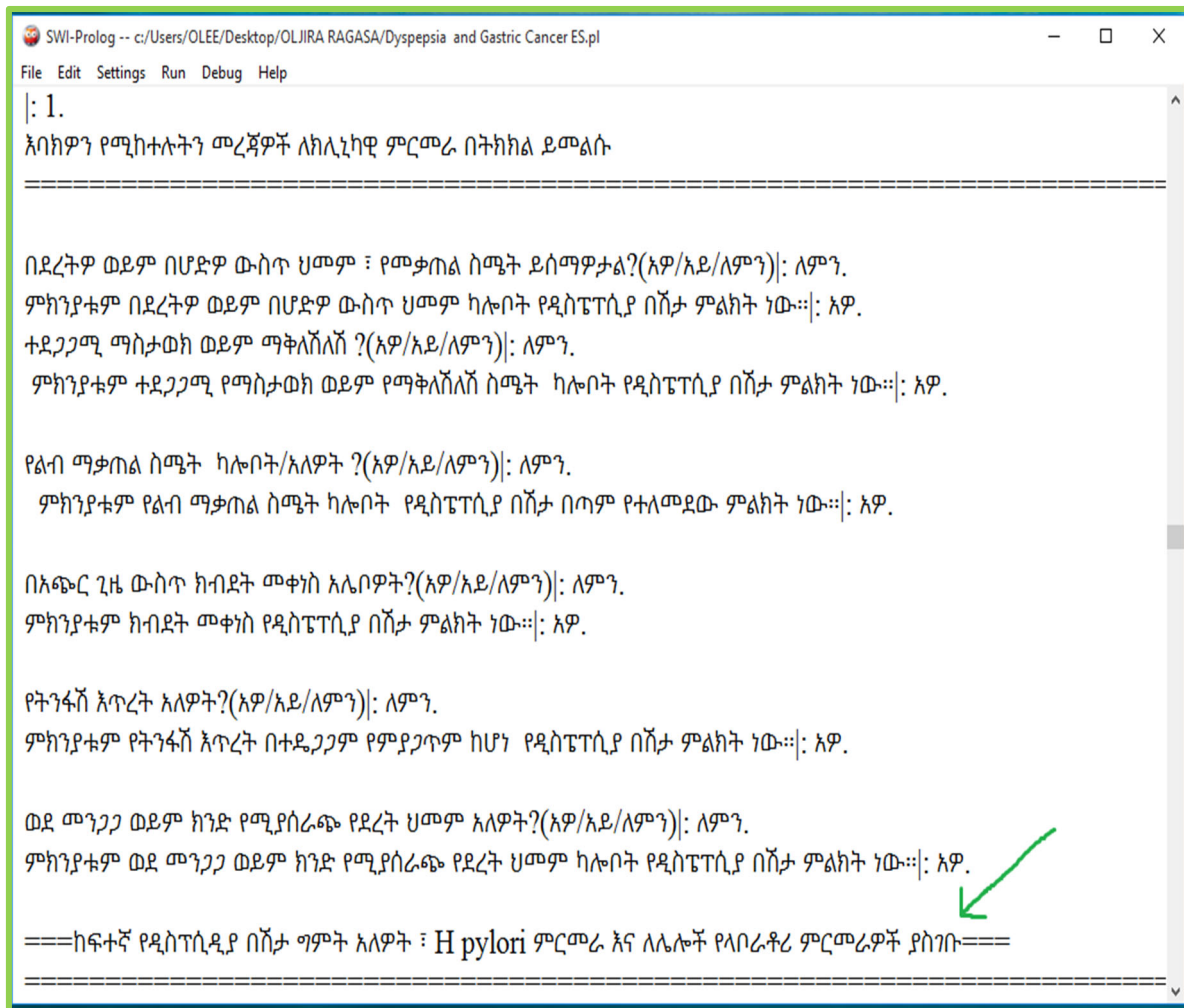 SWI-Prolog -- c:/Users/OLEE/Desktop/OLJIRA RAGASA/Dyspepsia and Gastric Cancer ES.pl
File Edit Settings Run Debug Help
|: 1.
እባክዎን የሚከተሉትን መረጃዎች ለክሊኒካዊ ምርመራ በትክክል ይመልሱ
=======================================================================
በደረትዎ ወይም በሆድዎ ውስጥ ህመም ፣ የመቃጠል ስሜት ይሰማዎታል?(አዎ/አይ/ለምን)|: ለምን.
ምክንያቱም በደረትዎ ወይም በሆድዎ ውስጥ ህመም ካሎቦት የዲስፔፐሲያ በሽታ ምልክት ነው።|: አዎ.
ተደጋጋሚ ማስታወክ ወይም ማቅለሽለሽ ?(አዎ/አይ/ለምን)|: ለምን.
ምክንያቱም ተደጋጋሚ የማስታወክ ወይም የማቅለሽለሽ ስሜት ካሎቦት የዲስፔፐሲያ በሽታ ምልክት ነው።|: አዎ.
የልብ ማቃጠል ስሜት ካሎቦት/አለዎት ?(አዎ/አይ/ለምን)|: ለምን.
ምክንያቱም የልብ ማቃጠል ስሜት ካሎቦት የዲስፔፐሲያ በሽታ በጣም የተለመደው ምልክት ነው።|: አዎ.
በአጭር ጊዜ ውስጥ ክብደት መቀነስ አሌቦዎት?(አዎ/አይ/ለምን)|: ለምን.
ምክንያቱም ክብደት መቀነስ የዲስፔፐሲያ በሽታ ምልክት ነው።|: አዎ.
የትንፋሽ እጥረት አለዎት?(አዎ/አይ/ለምን)|: ለምን.
ምክንያቱም የትንፋሽ እጥረት በተዴጋጋም የምያጋጥም ከሆነ የዲስፔፐሲያ በሽታ ምልክት ነው።|: አዎ.
ወደ መንጋጋ ወይም ክንድ የሚያሰራጭ የደረት ህመም አለዎት?(አዎ/አይ/ለምን)|: ለምን.
ምክንያቱም ወደ መንጋጋ ወይም ክንድ የሚያሰራጭ የደረት ህመም ካሎቦት የዲስፔፐሲያ በሽታ ምልክት ነው።|: አዎ.
===ከፍተኛ የዲስፐሲዲያ በሽታ ግምት አለዎት ፣ H pylori ምርመራ እና ለሌሎች የላቦራቶሪ ምርመራዎች ያስገቡ===
=======================================================================